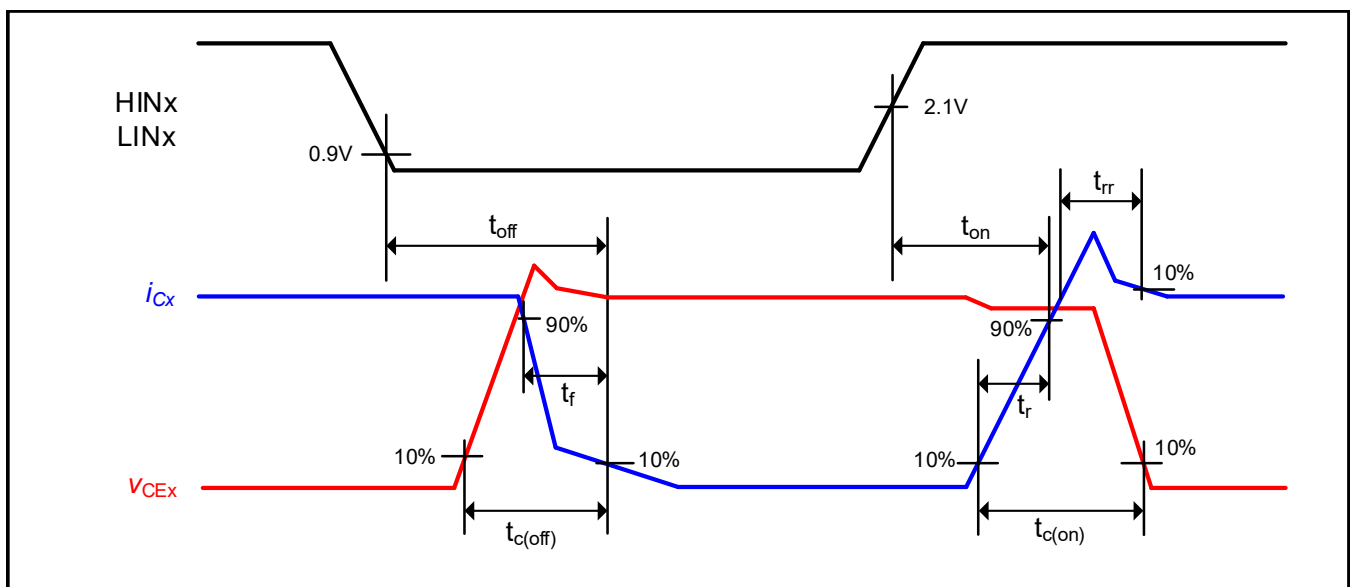 HINx
LINx
0.9V
2.1V
trr
toff
ton
iCx
10%
90%
90%
tf
tr
10%
10%
10%
10%
vCEx
tc(off)
tc(on)